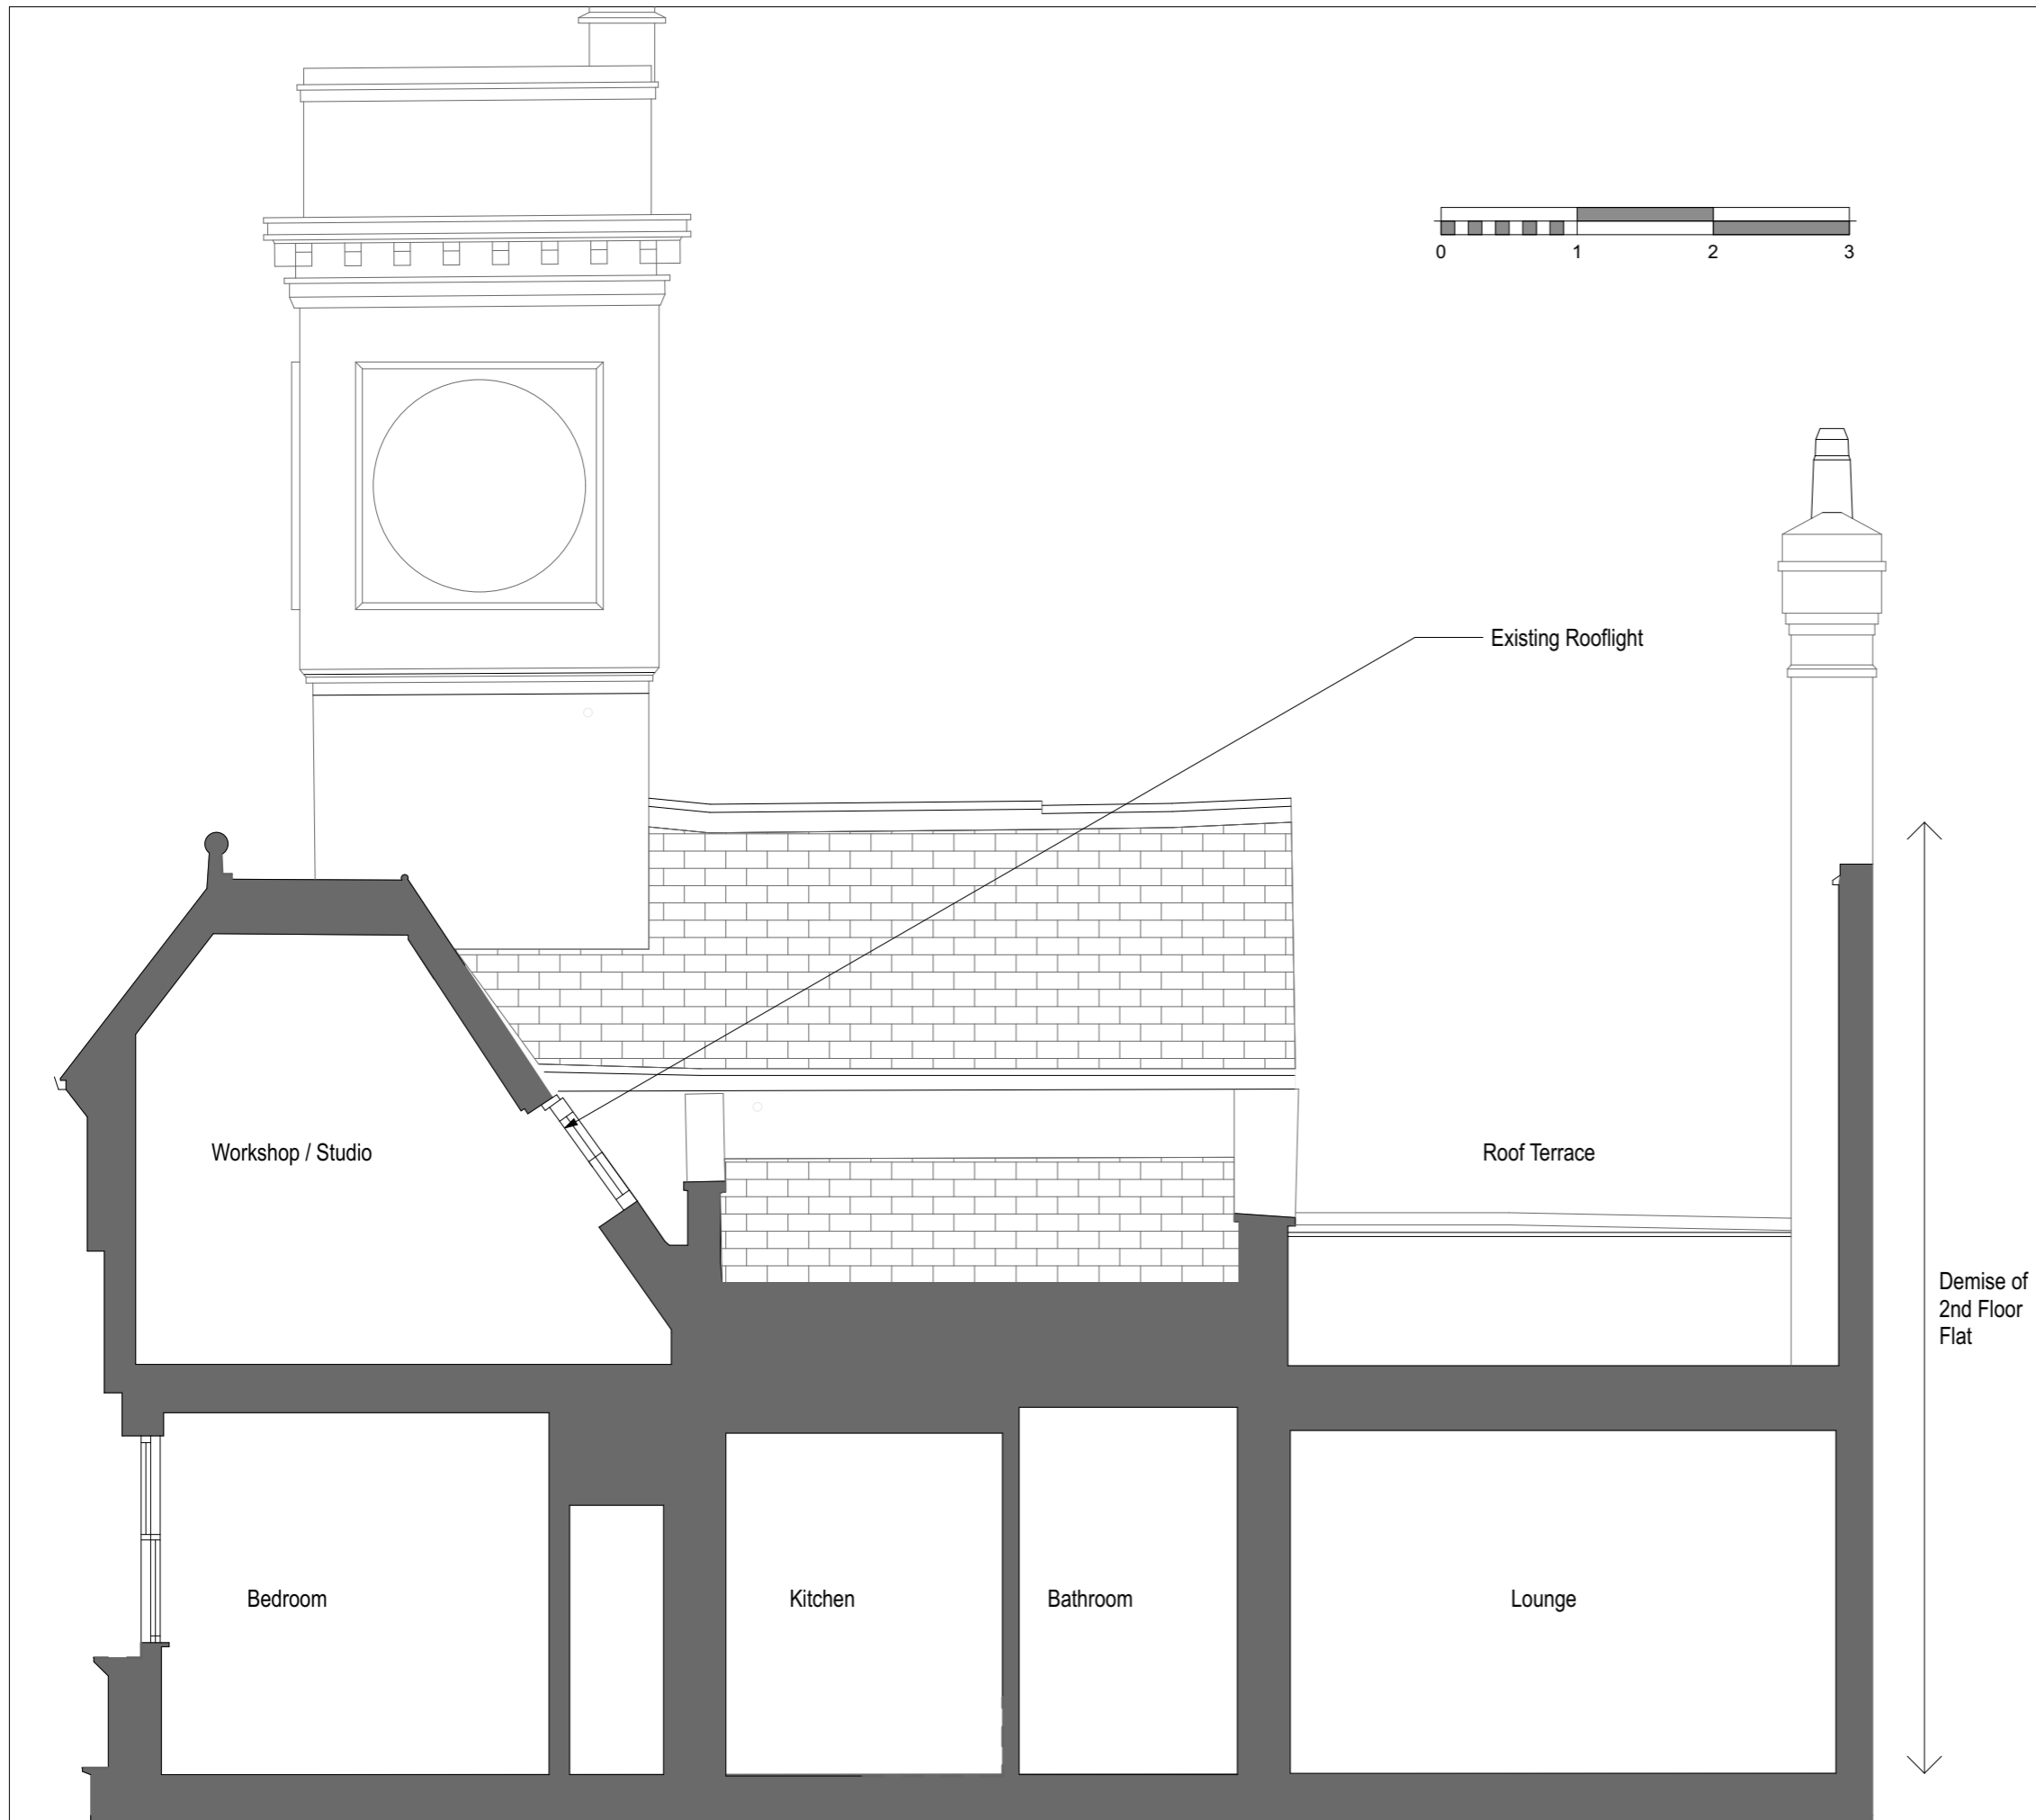 0 1 2 3
Existing Rooflight
Workshop / Studio
Roof Terrace
Demise of
2nd Floor
Flat
Bedroom
Kitchen
Bathroom
Lounge